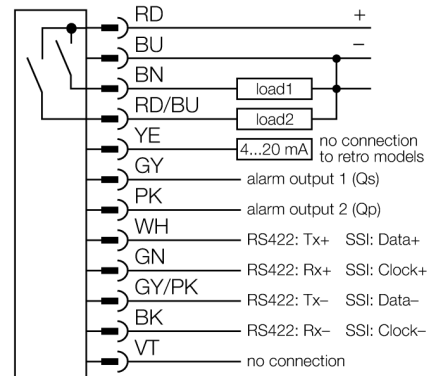 RD +
BU –
BN load1
RD/BU load2
YE 4...20 mA no connection
to retro models
GY alarm output 1 (Qs)
PK alarm output 2 (Qp)
WH RS422: Tx+ SSI: Data+
GN RS422: Rx+ SSI: Clock+
GY/PK RS422: Tx– SSI: Data–
BK RS422: Rx– SSI: Clock–
VT no connection